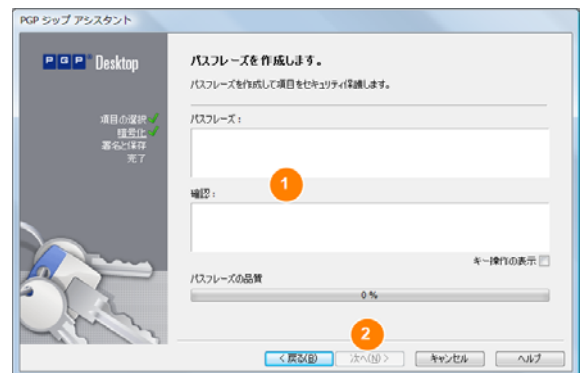 PGP ジップ アシスタント
PGP Desktop
項目の選択
暗号化
署名と保存
完了
パスフレーズを作成します。
パスフレーズを作成して項目をセキュリティ保護します。
パスフレーズ：
1
確認：
キー操作の表示
パスフレーズの品質
0 %
2
< 戻る(B)
次へ(N) >
キャンセル
ヘルプ